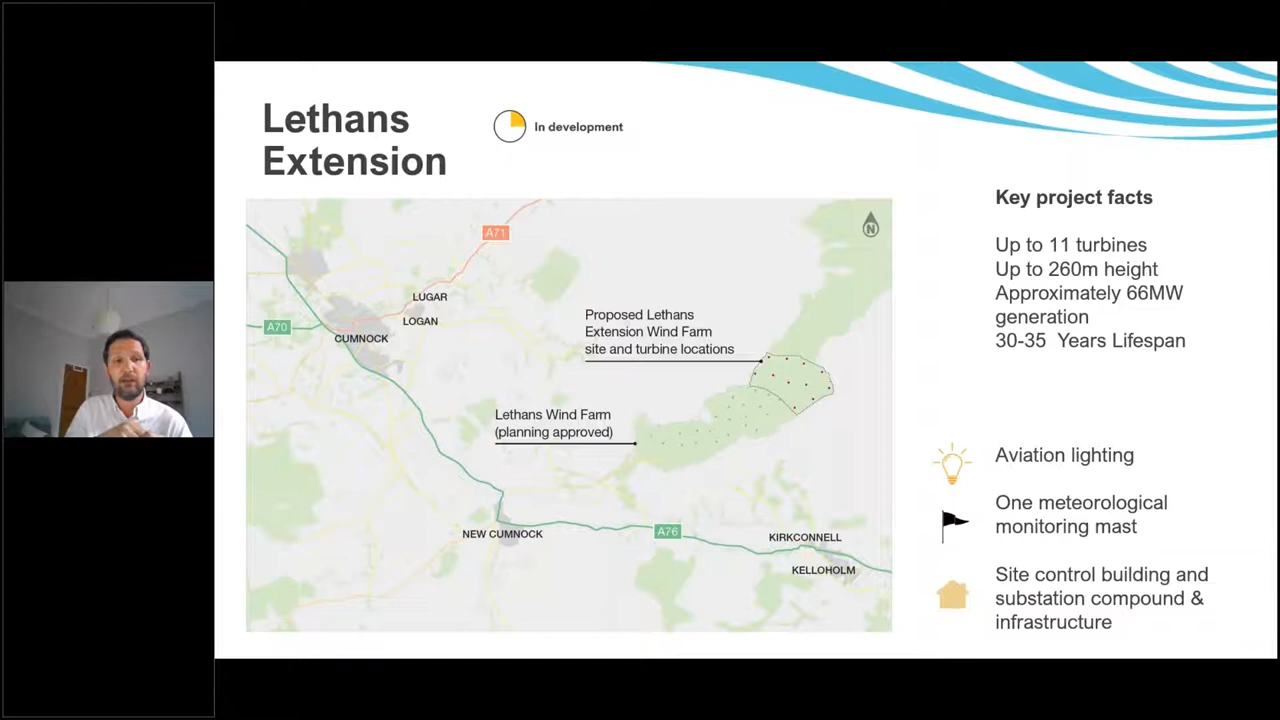 Lethans
Extension
In development
Key project facts
Up to 11 turbines
Up to 260m height
Approximately 66MW
generation
30-35 Years Lifespan
Aviation lighting
One meteorological
monitoring mast
Site control building and
substation compound &
infrastructure
A71
N
LUGAR
LOGAN
A70
CUMNOCK
Proposed Lethans
Extension Wind Farm
site and turbine locations
Lethans Wind Farm
(planning approved)
NEW CUMNOCK
A76
KIRKCONNELL
KELLOHOLM